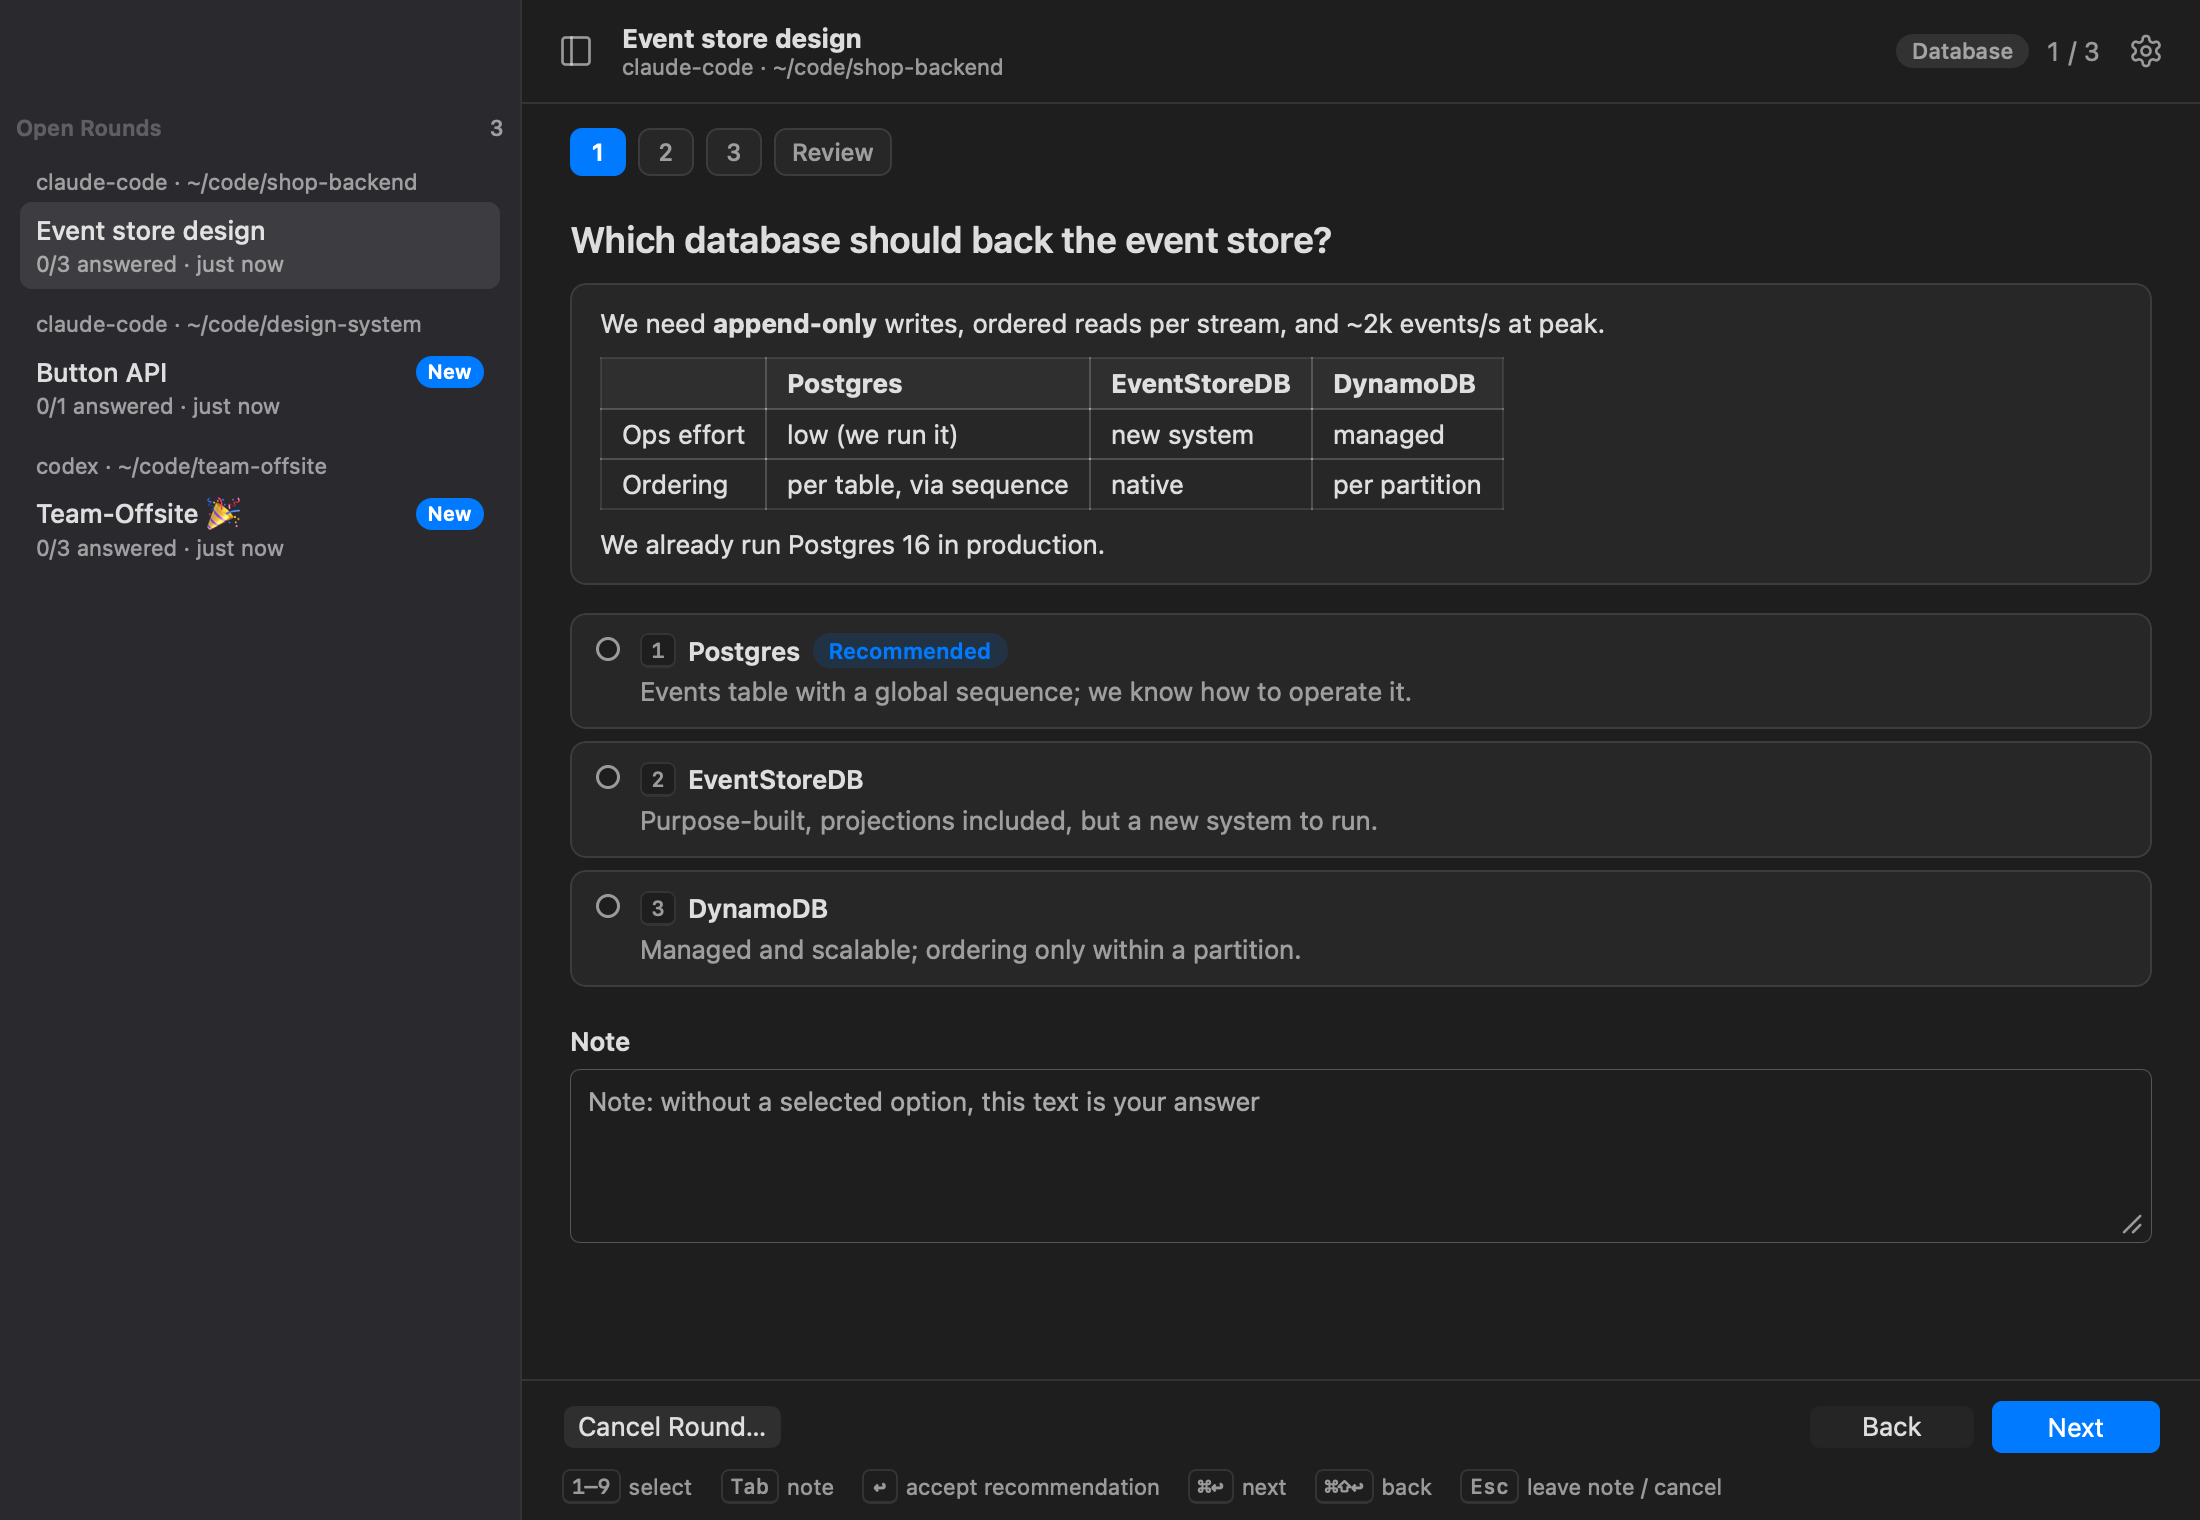 Open Rounds 3
claude-code · ~/code/shop-backend
Event store design
0/3 answered · just now
claude-code · ~/code/design-system
Button API New
0/1 answered · just now
codex · ~/code/team-offsite
Team-Offsite 🎉 New
0/3 answered · just now
Event store design
claude-code · ~/code/shop-backend
Database 1 / 3
1 2 3 Review
Which database should back the event store?
We need append-only writes, ordered reads per stream, and ~2k events/s at peak.
Postgres EventStoreDB DynamoDB
Ops effort low (we run it) new system managed
Ordering per table, via sequence native per partition
We already run Postgres 16 in production.
1 Postgres Recommended
Events table with a global sequence; we know how to operate it.
2 EventStoreDB
Purpose-built, projections included, but a new system to run.
3 DynamoDB
Managed and scalable; ordering only within a partition.
Note
Note: without a selected option, this text is your answer
Cancel Round... Back Next
1–9 select Tab note ↩ accept recommendation ⌘↩ next ⌘⇧↩ back Esc leave note / cancel